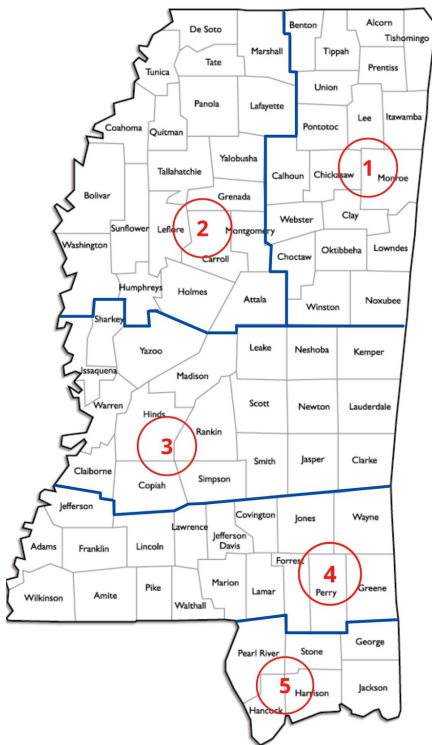 De Soto
Benton
Alcorn
Tishomingo
Marshall
Tippah
Tate
Prentiss
Tunica
Union
Panola
Lafayette
Lee
Itawamba
Coahoma
Quitman
Pontotoc
Yalobusha
Tallahatchie
Calhoun
Chickasaw
1
Monroe
Bolivar
Grenada
Clay
Webster
Sunflower
Leflore
2
Montgomery
Washington
Oktibbeha
Lowndes
Choctaw
Carroll
Humphreys
Holmes
Attala
Winston
Noxubee
Sharkey
Yazoo
Leake
Neshoba
Kemper
Issaquena
Madison
Warren
Hinds
Scott
Newton
Lauderdale
Rankin
3
Claiborne
Copiah
Simpson
Smith
Jasper
Clarke
Jefferson
Lawrence
Covington
Jones
Wayne
Adams
Franklin
Lincoln
Jefferson
Davis
Forrest
4
Wilkinson
Amite
Pike
Walthall
Marion
Lamar
Perry
Greene
Pearl River
Stone
George
5
Hancock
Harrison
Jackson